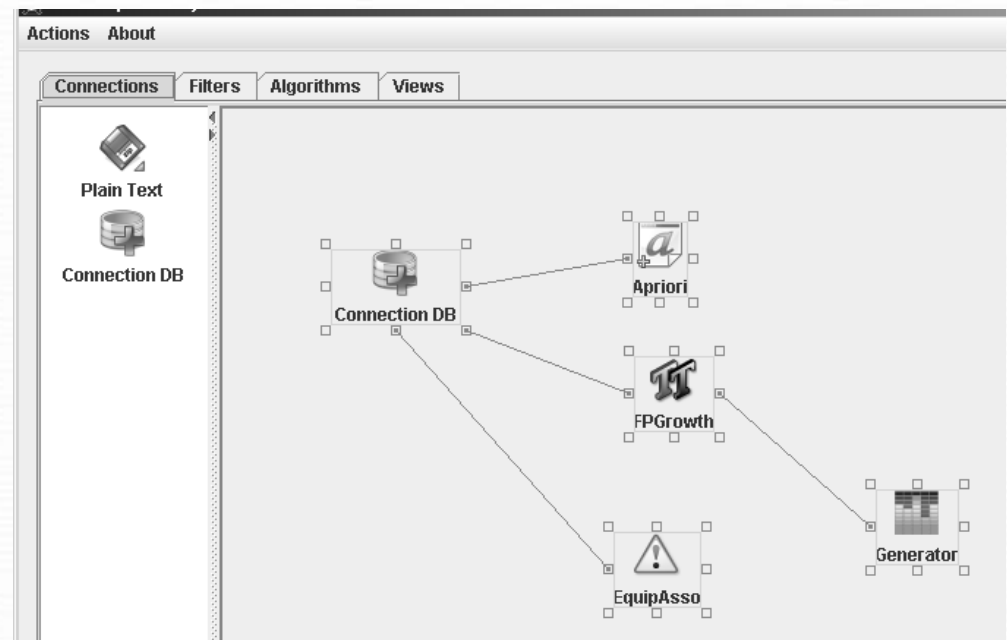 Actions About
Connections Filters Algorithms Views
Plain Text
Connection DB
Connection DB
Apriori
FPGrowth
Generator
EquipAsso